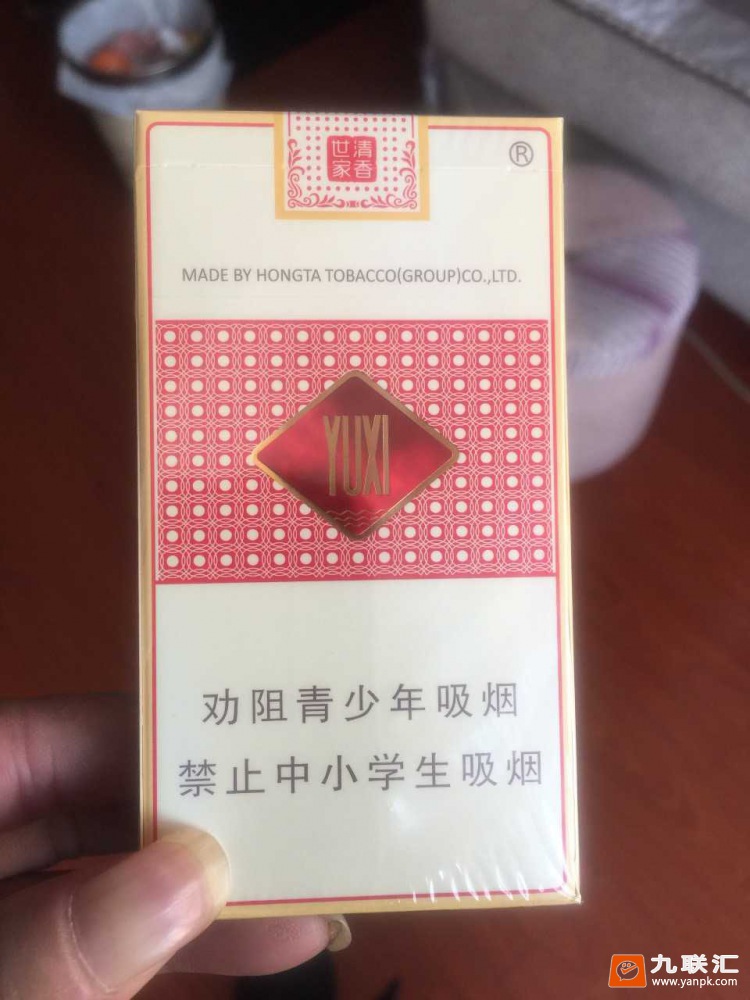 清香
世家
®
MADE BY HONGTA TOBACCO(GROUP)CO.,LTD.
YUXI
劝阻青少年吸烟
禁止中小学生吸烟
九联汇
www.yanpk.com